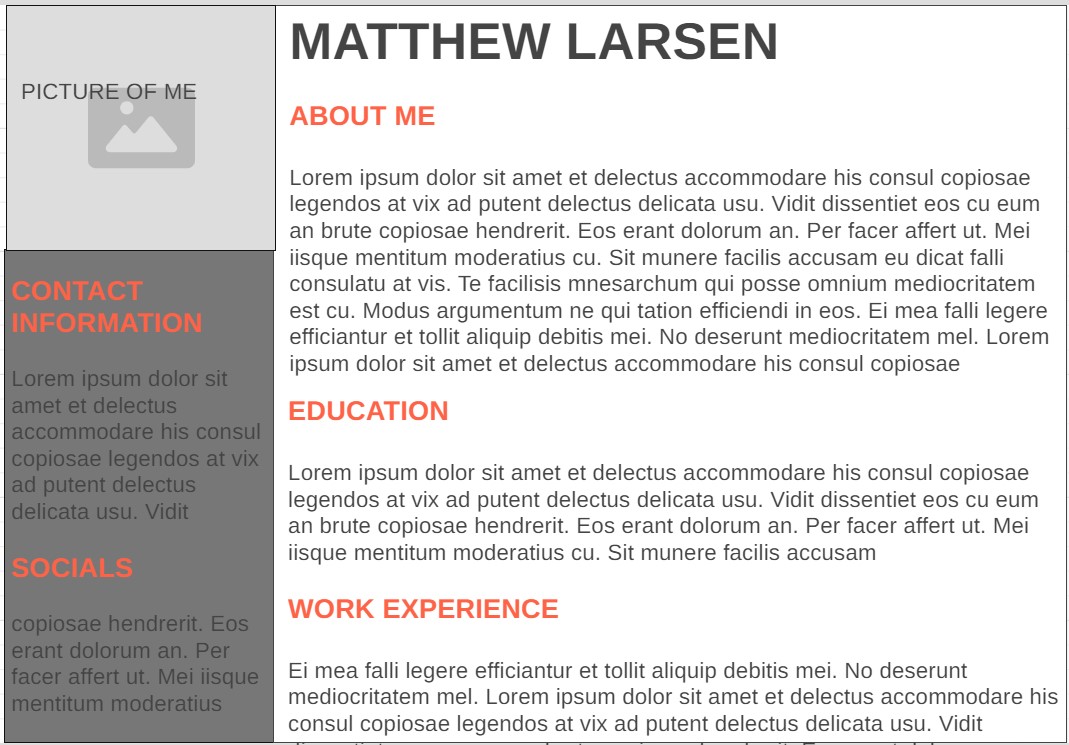 PICTURE OF ME
CONTACT
INFORMATION
Lorem ipsum dolor sit
amet et delectus
accommodare his consul
copiosae legendos at vix
ad putent delectus
delicata usu. Vidit
SOCIALS
copiosae hendrerit. Eos
erant dolorum an. Per
facer affert ut. Mei iisque
mentitum moderatius
MATTHEW LARSEN
ABOUT ME
Lorem ipsum dolor sit amet et delectus accommodare his consul copiosae
legendos at vix ad putent delectus delicata usu. Vidit dissentiet eos cu eum
an brute copiosae hendrerit. Eos erant dolorum an. Per facer affert ut. Mei
iisque mentitum moderatius cu. Sit munere facilis accusam eu dicat falli
consulatu at vis. Te facilisis mnesarchum qui posse omnium mediocritatem
est cu. Modus argumentum ne qui tation efficiendi in eos. Ei mea falli legere
efficiantur et tollit aliquip debitis mei. No deserunt mediocritatem mel. Lorem
ipsum dolor sit amet et delectus accommodare his consul copiosae
EDUCATION
Lorem ipsum dolor sit amet et delectus accommodare his consul copiosae
legendos at vix ad putent delectus delicata usu. Vidit dissentiet eos cu eum
an brute copiosae hendrerit. Eos erant dolorum an. Per facer affert ut. Mei
iisque mentitum moderatius cu. Sit munere facilis accusam
WORK EXPERIENCE
Ei mea falli legere efficiantur et tollit aliquip debitis mei. No deserunt
mediocritatem mel. Lorem ipsum dolor sit amet et delectus accommodare his
consul copiosae legendos at vix ad putent delectus delicata usu. Vidit